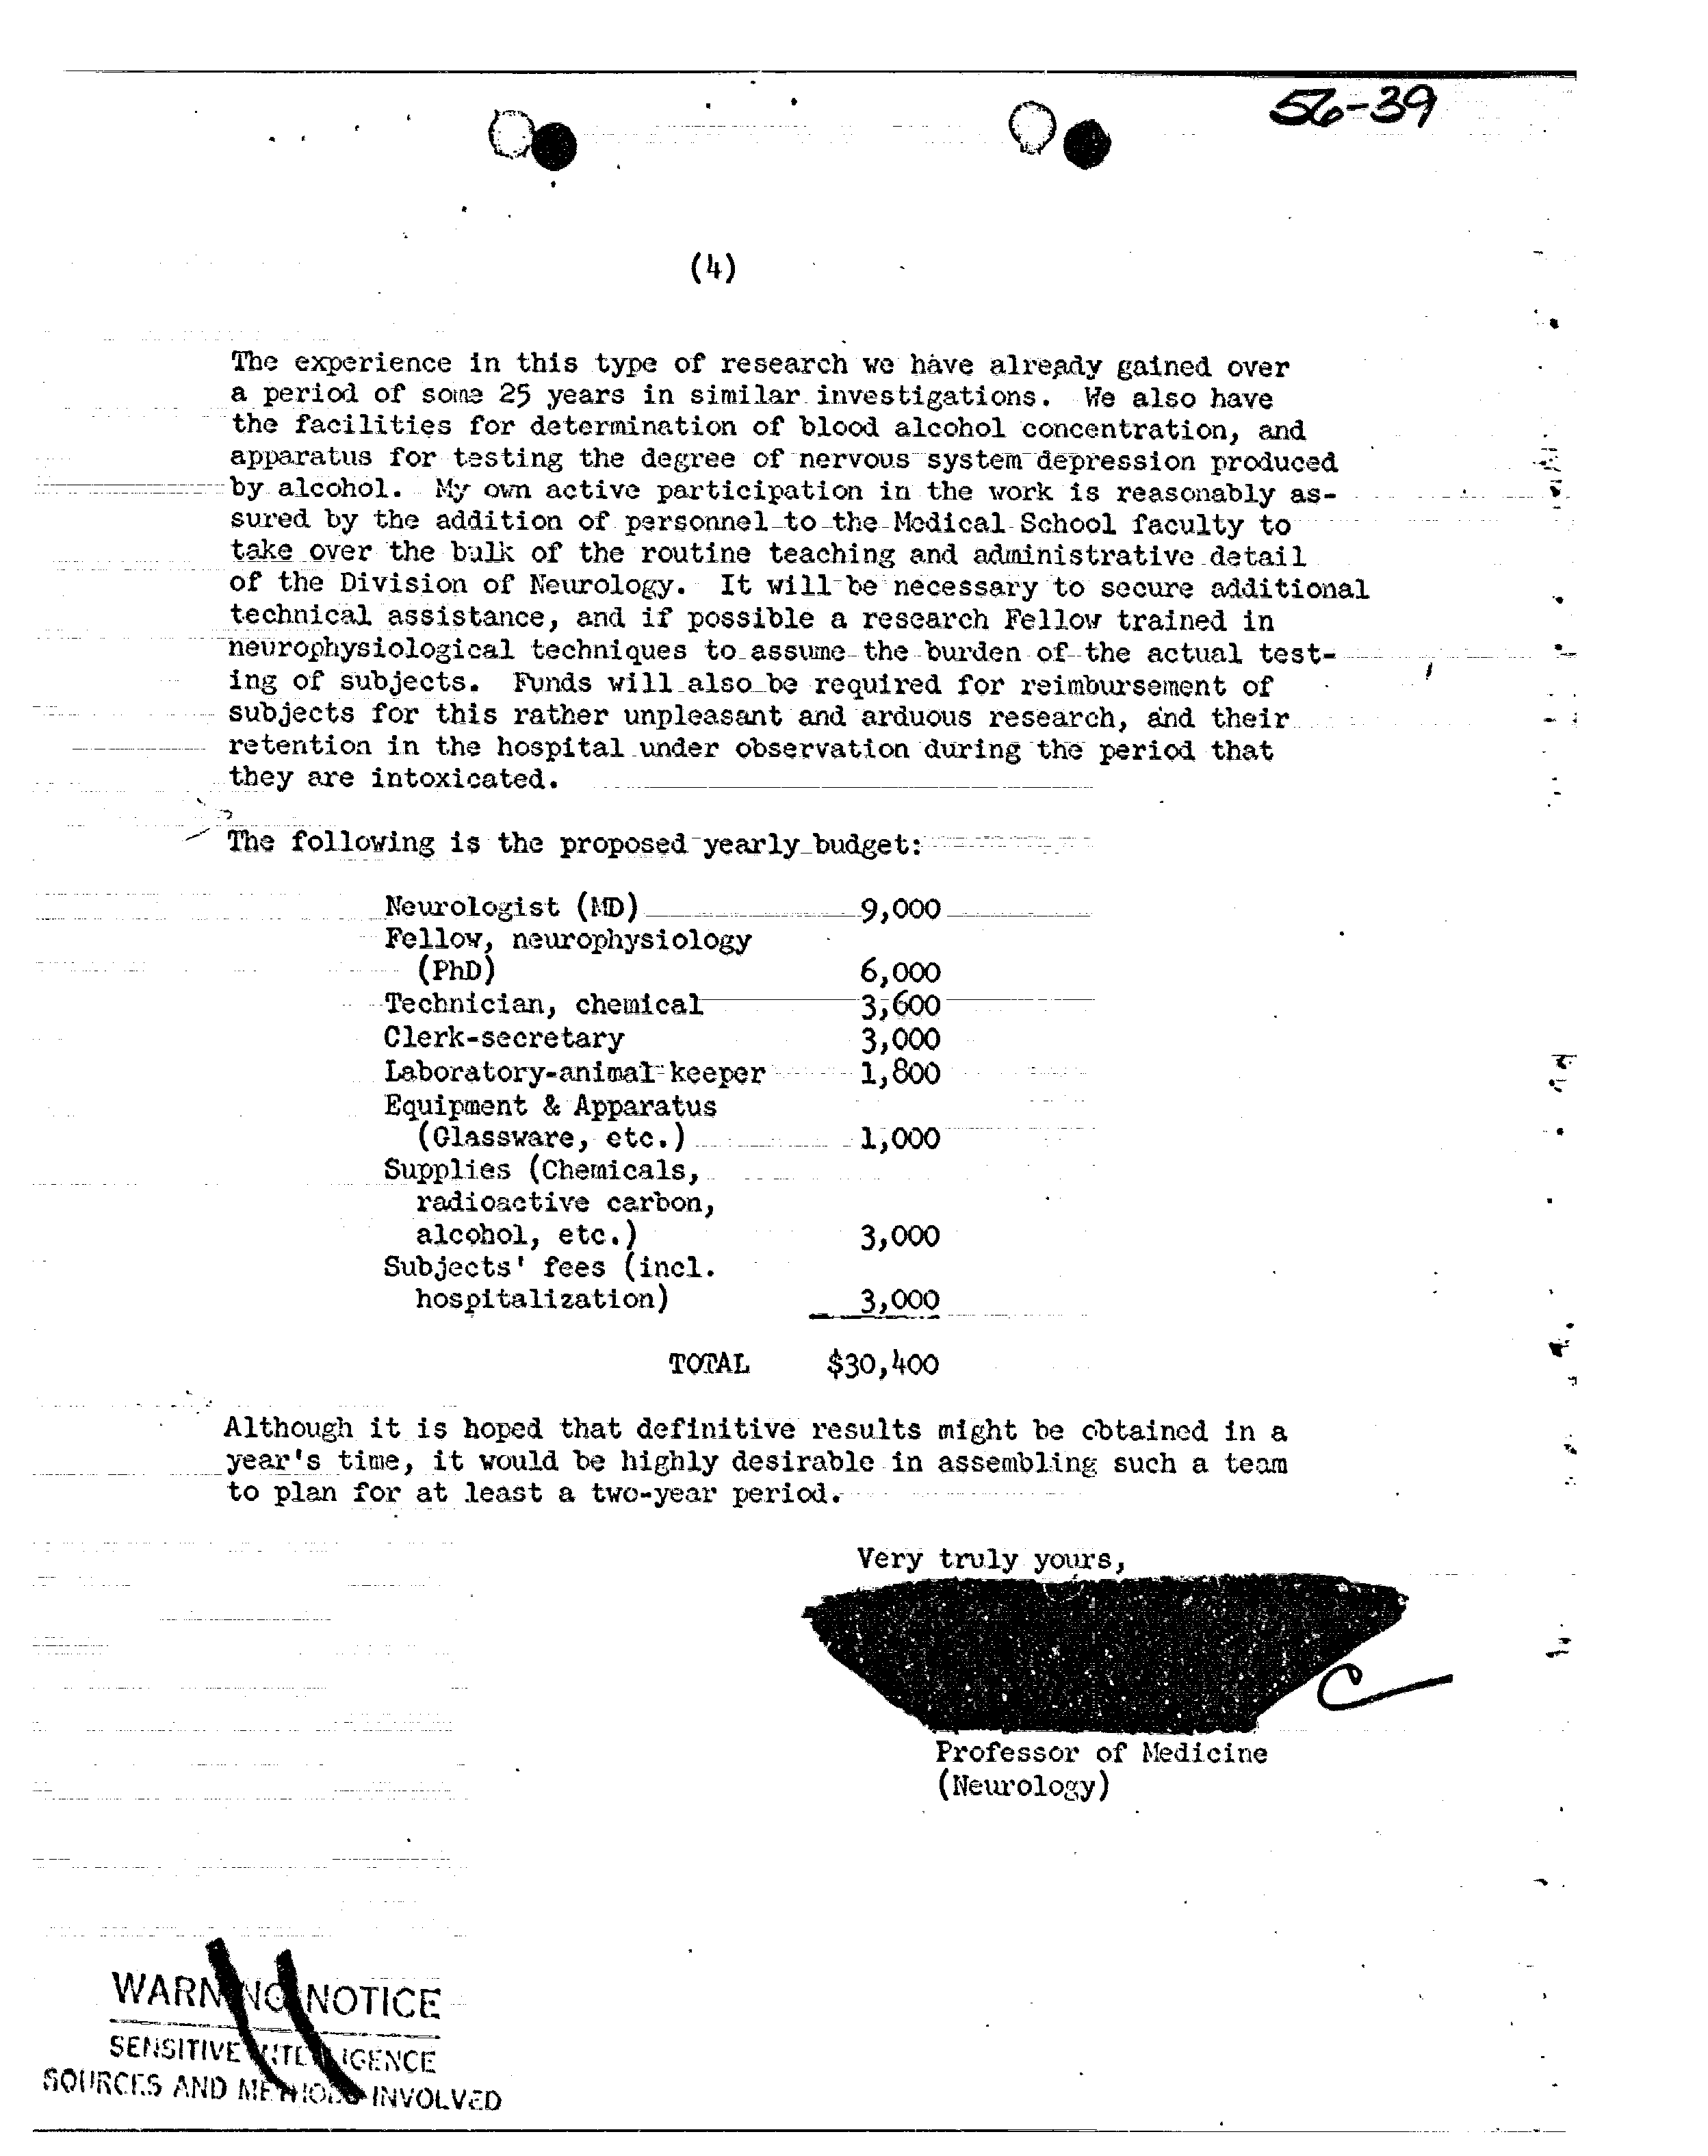 56-39
(4)
The experience in this type of research we have already gained over
a period of some 25 years in similar investigations. We also have
the facilities for determination of blood alcohol concentration, and
apparatus for testing the degree of nervous system depression produced
by alcohol. My own active participation in the work is reasonably as-
sured by the addition of personnel to the Medical School faculty to
take over the bulk of the routine teaching and administrative detail
of the Division of Neurology. It will be necessary to secure additional
technical assistance, and if possible a research Fellow trained in
neurophysiological techniques to assume the burden of the actual test-
ing of subjects. Funds will also be required for reimbursement of
subjects for this rather unpleasant and arduous research, and their
retention in the hospital under observation during the period that
they are intoxicated.
The following is the proposed yearly budget:
Neurologist (MD) 9,000
Fellow, neurophysiology
(PhD) 6,000
Technician, chemical 3,600
Clerk-secretary 3,000
Laboratory-animal keeper 1,800
Equipment & Apparatus
(Glassware, etc.) 1,000
Supplies (Chemicals,
radioactive carbon,
alcohol, etc.) 3,000
Subjects' fees (incl.
hospitalization) 3,000
TOTAL $30,400
Although it is hoped that definitive results might be obtained in a
year's time, it would be highly desirable in assembling such a team
to plan for at least a two-year period.
Very truly yours,
C
Professor of Medicine
(Neurology)
WARNING NOTICE
SENSITIVE INTELLIGENCE
SOURCES AND METHODS INVOLVED